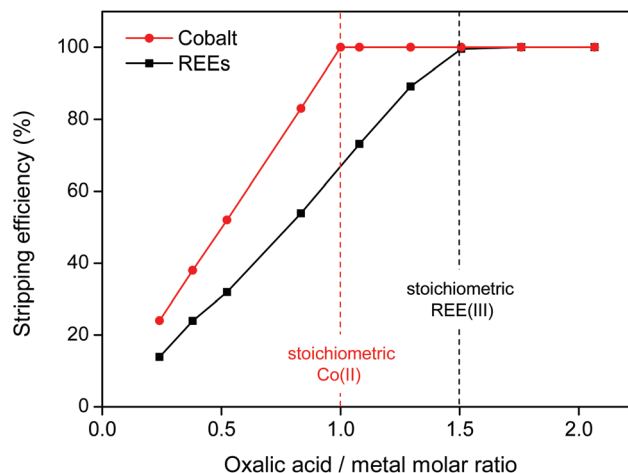 Cobalt
REEs
Stripping efficiency (%)
100
80
60
40
20
0
stoichiometric
REE(III)
stoichiometric
Co(II)
0.0 0.5 1.0 1.5 2.0
Oxalic acid / metal molar ratio